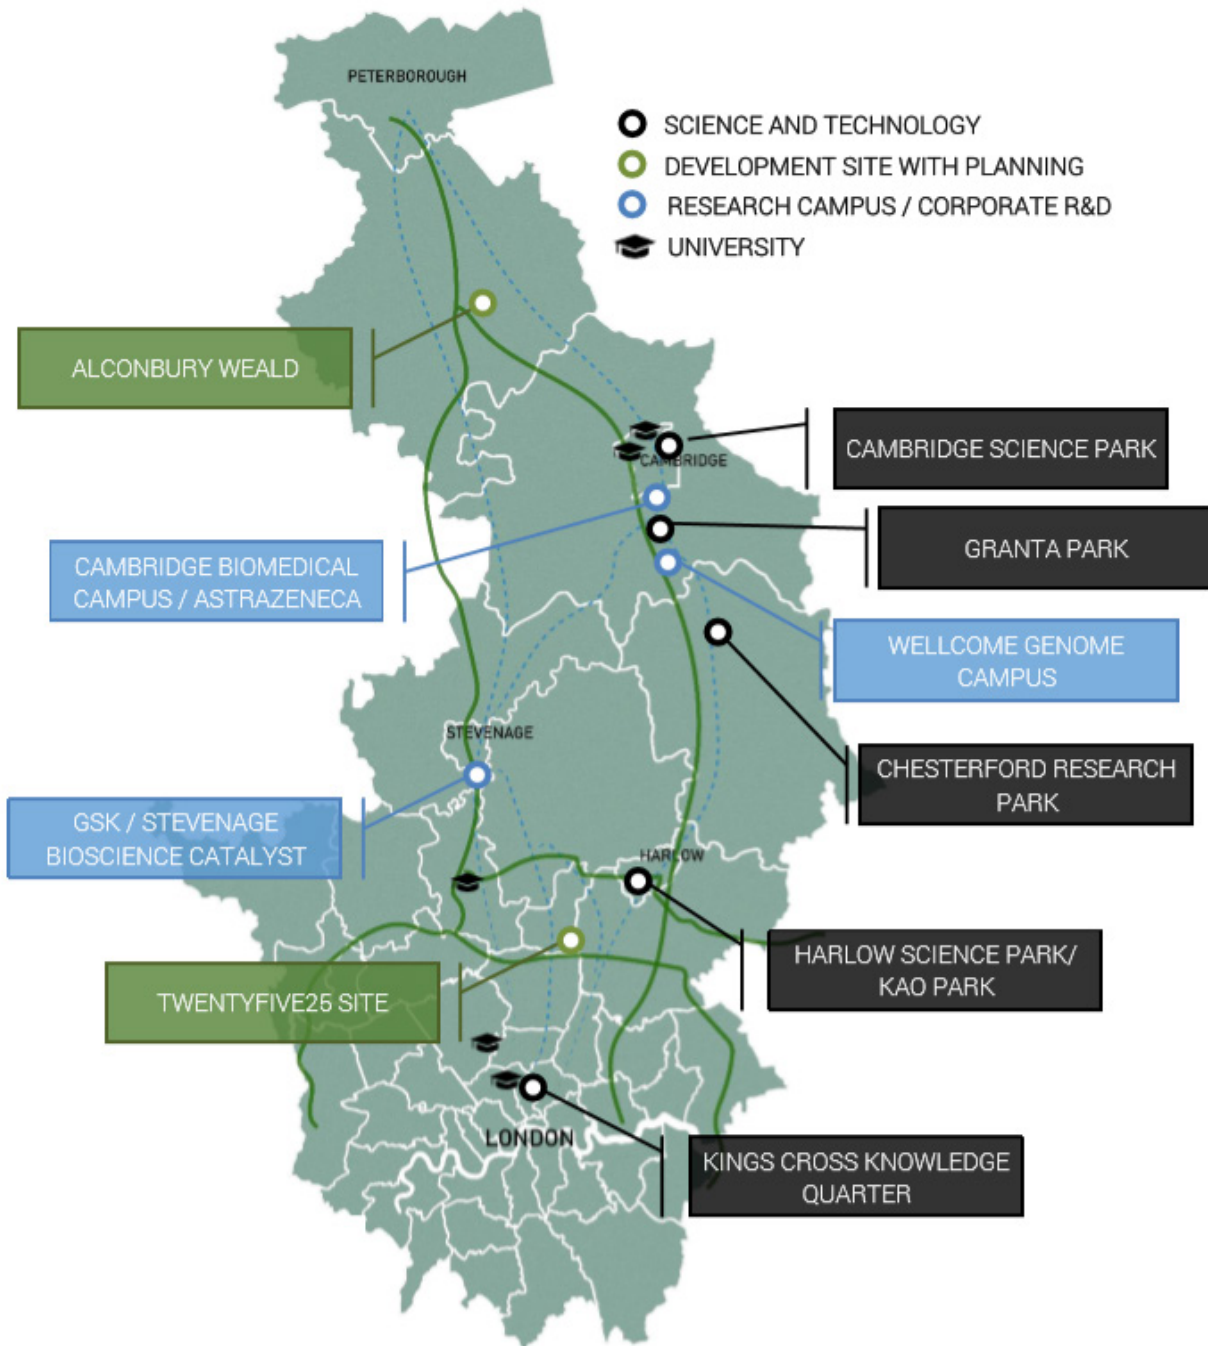 PETERBOROUGH
SCIENCE AND TECHNOLOGY
DEVELOPMENT SITE WITH PLANNING
RESEARCH CAMPUS / CORPORATE R&D
UNIVERSITY
ALCONBURY WEALD
CAMBRIDGE
CAMBRIDGE SCIENCE PARK
GRANTA PARK
CAMBRIDGE BIOMEDICAL
CAMPUS / ASTRAZENECA
WELLCOME GENOME
CAMPUS
STEVENAGE
CHESTERFORD RESEARCH
PARK
GSK / STEVENAGE
BIOSCIENCE CATALYST
HARLOW
HARLOW SCIENCE PARK/
KAO PARK
TWENTYFIVE25 SITE
LONDON
KINGS CROSS KNOWLEDGE
QUARTER